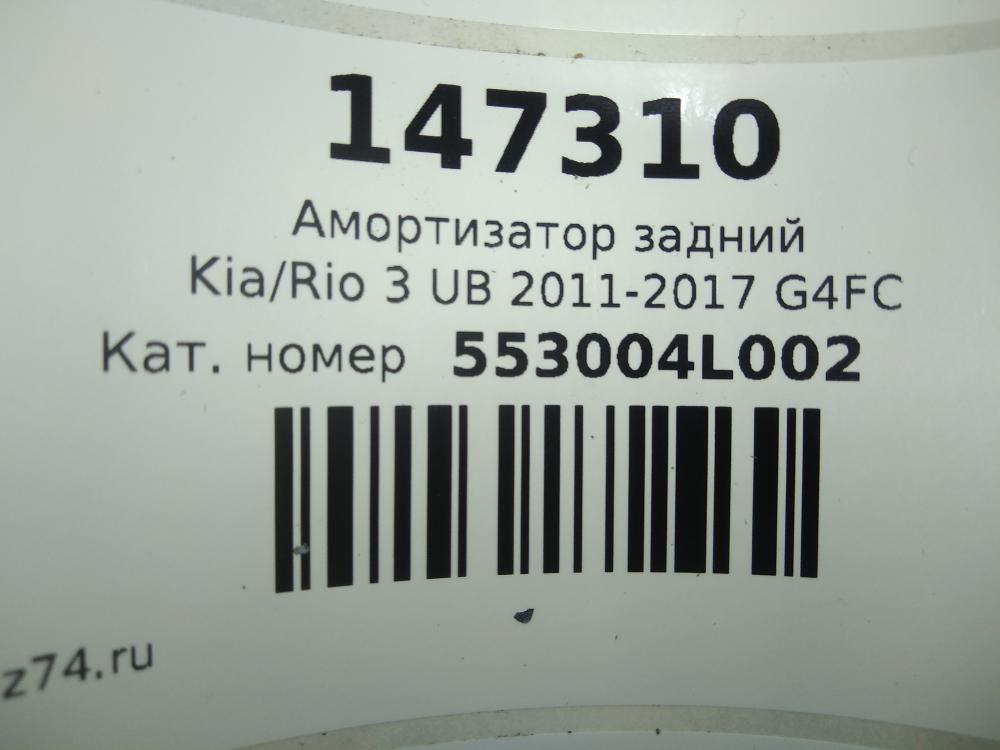 147310
Амортизатор задний
Kia/Rio 3 UB 2011-2017 G4FC
Кат. номер 553004L002
z74.ru